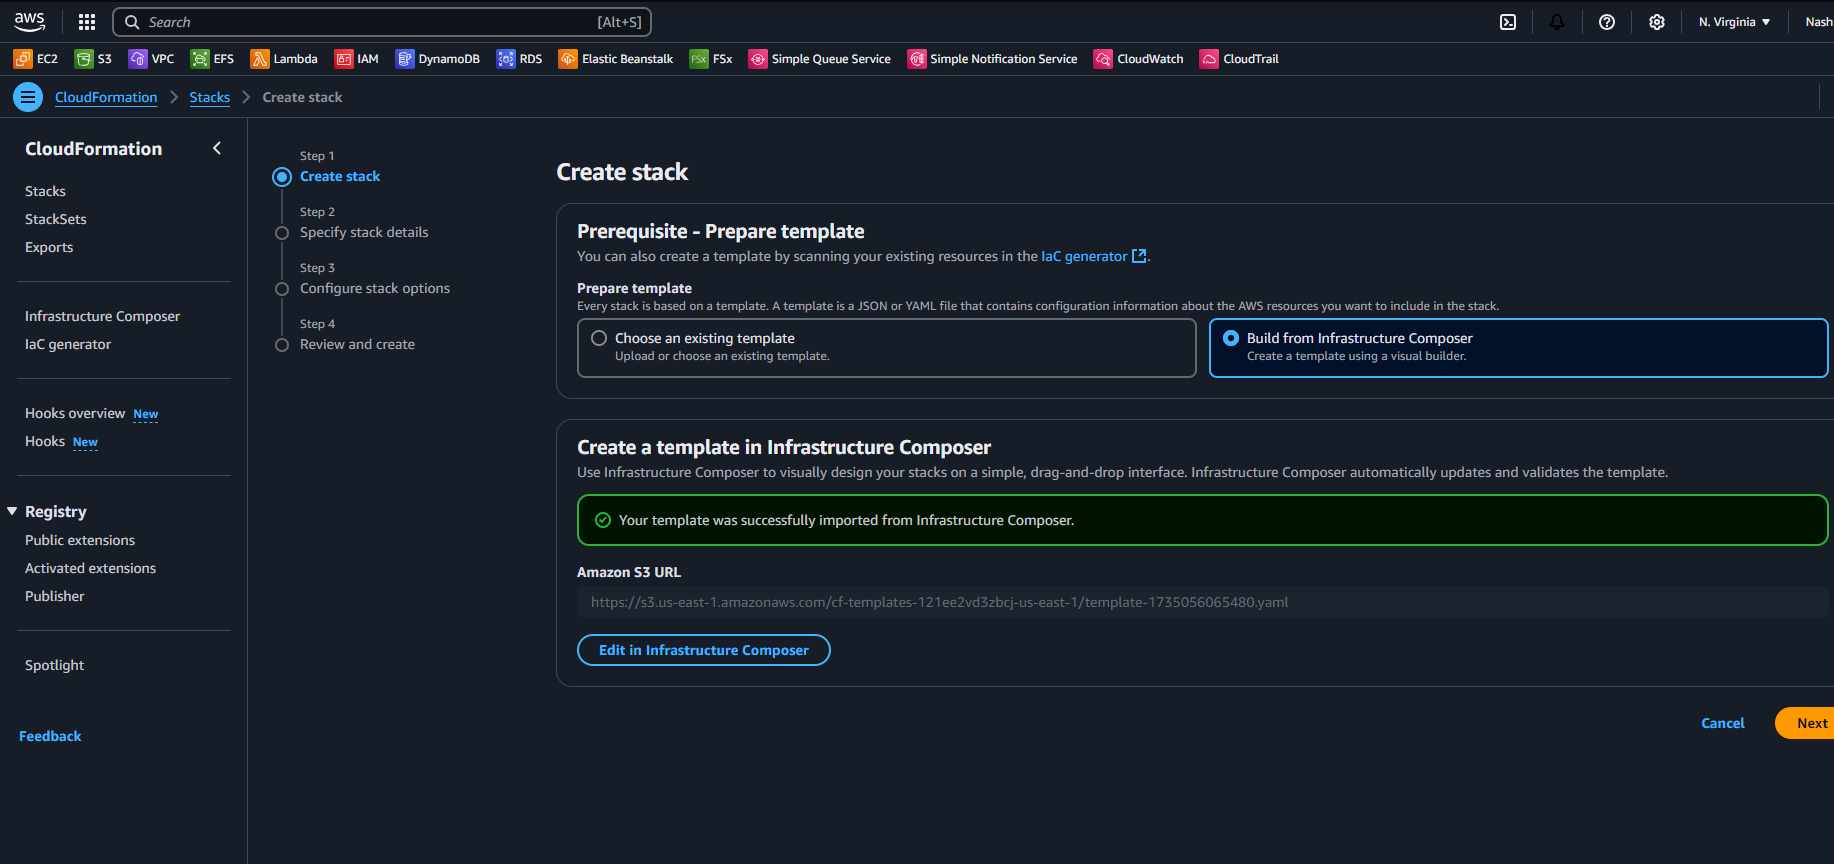 aws
Search [Alt+S]
N. Virginia
Nash
EC2 S3 VPC EFS Lambda IAM DynamoDB RDS Elastic Beanstalk FSx FSx Simple Queue Service Simple Notification Service CloudWatch CloudTrail
CloudFormation > Stacks > Create stack
CloudFormation
Stacks
StackSets
Exports
Infrastructure Composer
IaC generator
Hooks overview New
Hooks New
Registry
Public extensions
Activated extensions
Publisher
Spotlight
Feedback
Step 1
Create stack
Step 2
Specify stack details
Step 3
Configure stack options
Step 4
Review and create
Create stack
Prerequisite - Prepare template
You can also create a template by scanning your existing resources in the IaC generator.
Prepare template
Every stack is based on a template. A template is a JSON or YAML file that contains configuration information about the AWS resources you want to include in the stack.
Choose an existing template
Upload or choose an existing template.
Build from Infrastructure Composer
Create a template using a visual builder.
Create a template in Infrastructure Composer
Use Infrastructure Composer to visually design your stacks on a simple, drag-and-drop interface. Infrastructure Composer automatically updates and validates the template.
Your template was successfully imported from Infrastructure Composer.
Amazon S3 URL
https://s3.us-east-1.amazonaws.com/cf-templates-121ee2vd3zbcj-us-east-1/template-1735056065480.yaml
Edit in Infrastructure Composer
Cancel
Next